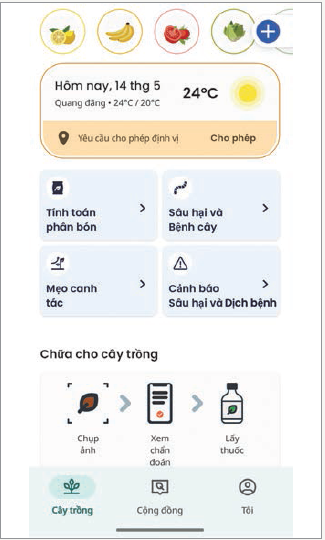 Hôm nay, 14 thg 5
24°C
Quang đãng • 24°C / 20°C
Yêu cầu cho phép định vị
Cho phép
Tính toán
phân bón
Sâu hại và
Bệnh cây
Mẹo canh
tác
Cảnh báo
Sâu hại và Dịch bệnh
Chữa cho cây trồng
Chụp
ảnh
Xem
chẩn
đoán
Lấy
thuốc
Cây trồng
Cộng đồng
Tôi